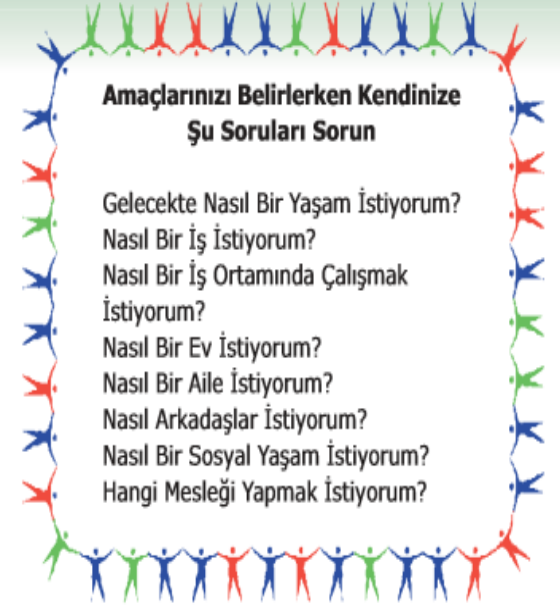 Amaçlarınızı Belirlerken Kendinize
Şu Soruları Sorun
Gelecekte Nasıl Bir Yaşam İstiyorum?
Nasıl Bir İş İstiyorum?
Nasıl Bir İş Ortamında Çalışmak
İstiyorum?
Nasıl Bir Ev İstiyorum?
Nasıl Bir Aile İstiyorum?
Nasıl Arkadaşlar İstiyorum?
Nasıl Bir Sosyal Yaşam İstiyorum?
Hangi Mesleği Yapmak İstiyorum?